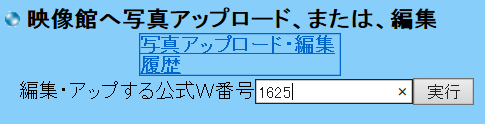 映像館へ写真アップロード、または、編集
写真アップロード・編集
履歴
編集・アップする公式W番号 1625 × 実行